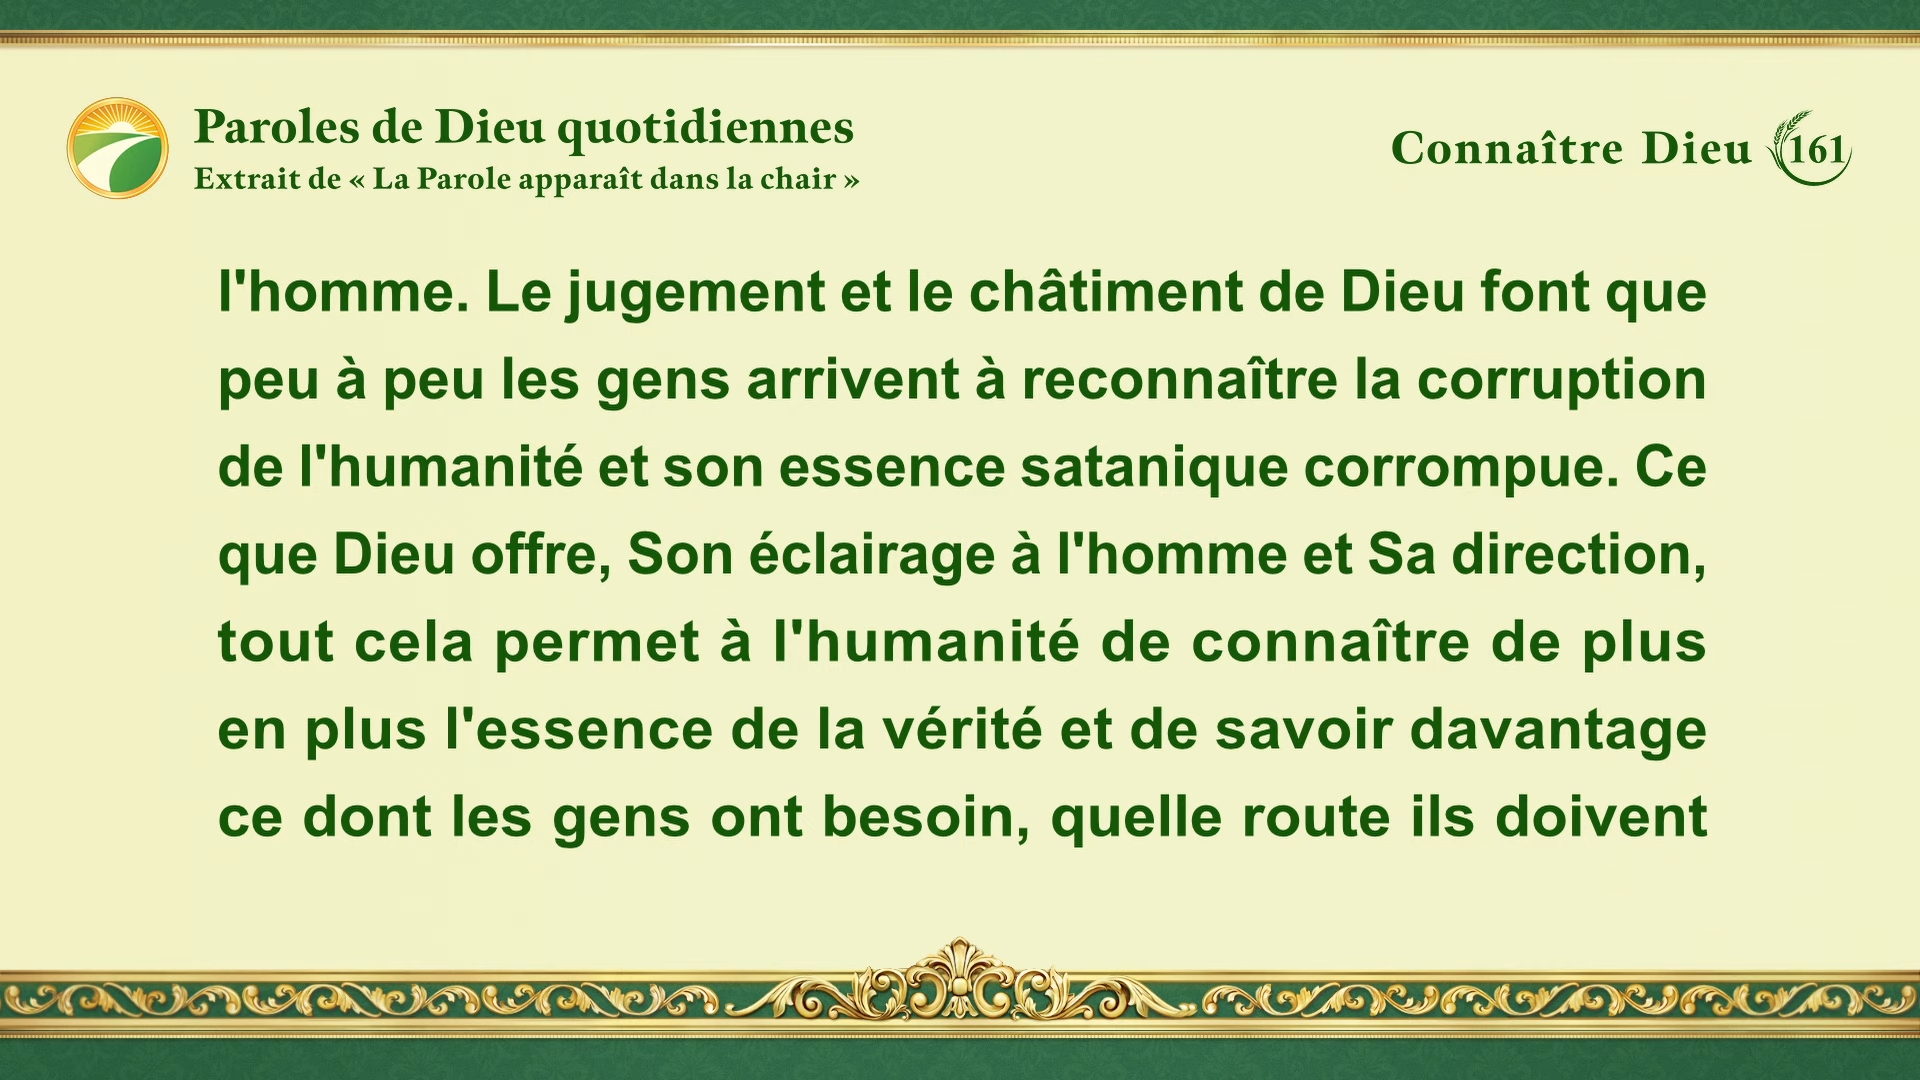 Paroles de Dieu quotidiennes
Extrait de « La Parole apparaît dans la chair »
Connaître Dieu 161
l'homme. Le jugement et le châtiment de Dieu font que
peu à peu les gens arrivent à reconnaître la corruption
de l'humanité et son essence satanique corrompue. Ce
que Dieu offre, Son éclairage à l'homme et Sa direction,
tout cela permet à l'humanité de connaître de plus
en plus l'essence de la vérité et de savoir davantage
ce dont les gens ont besoin, quelle route ils doivent